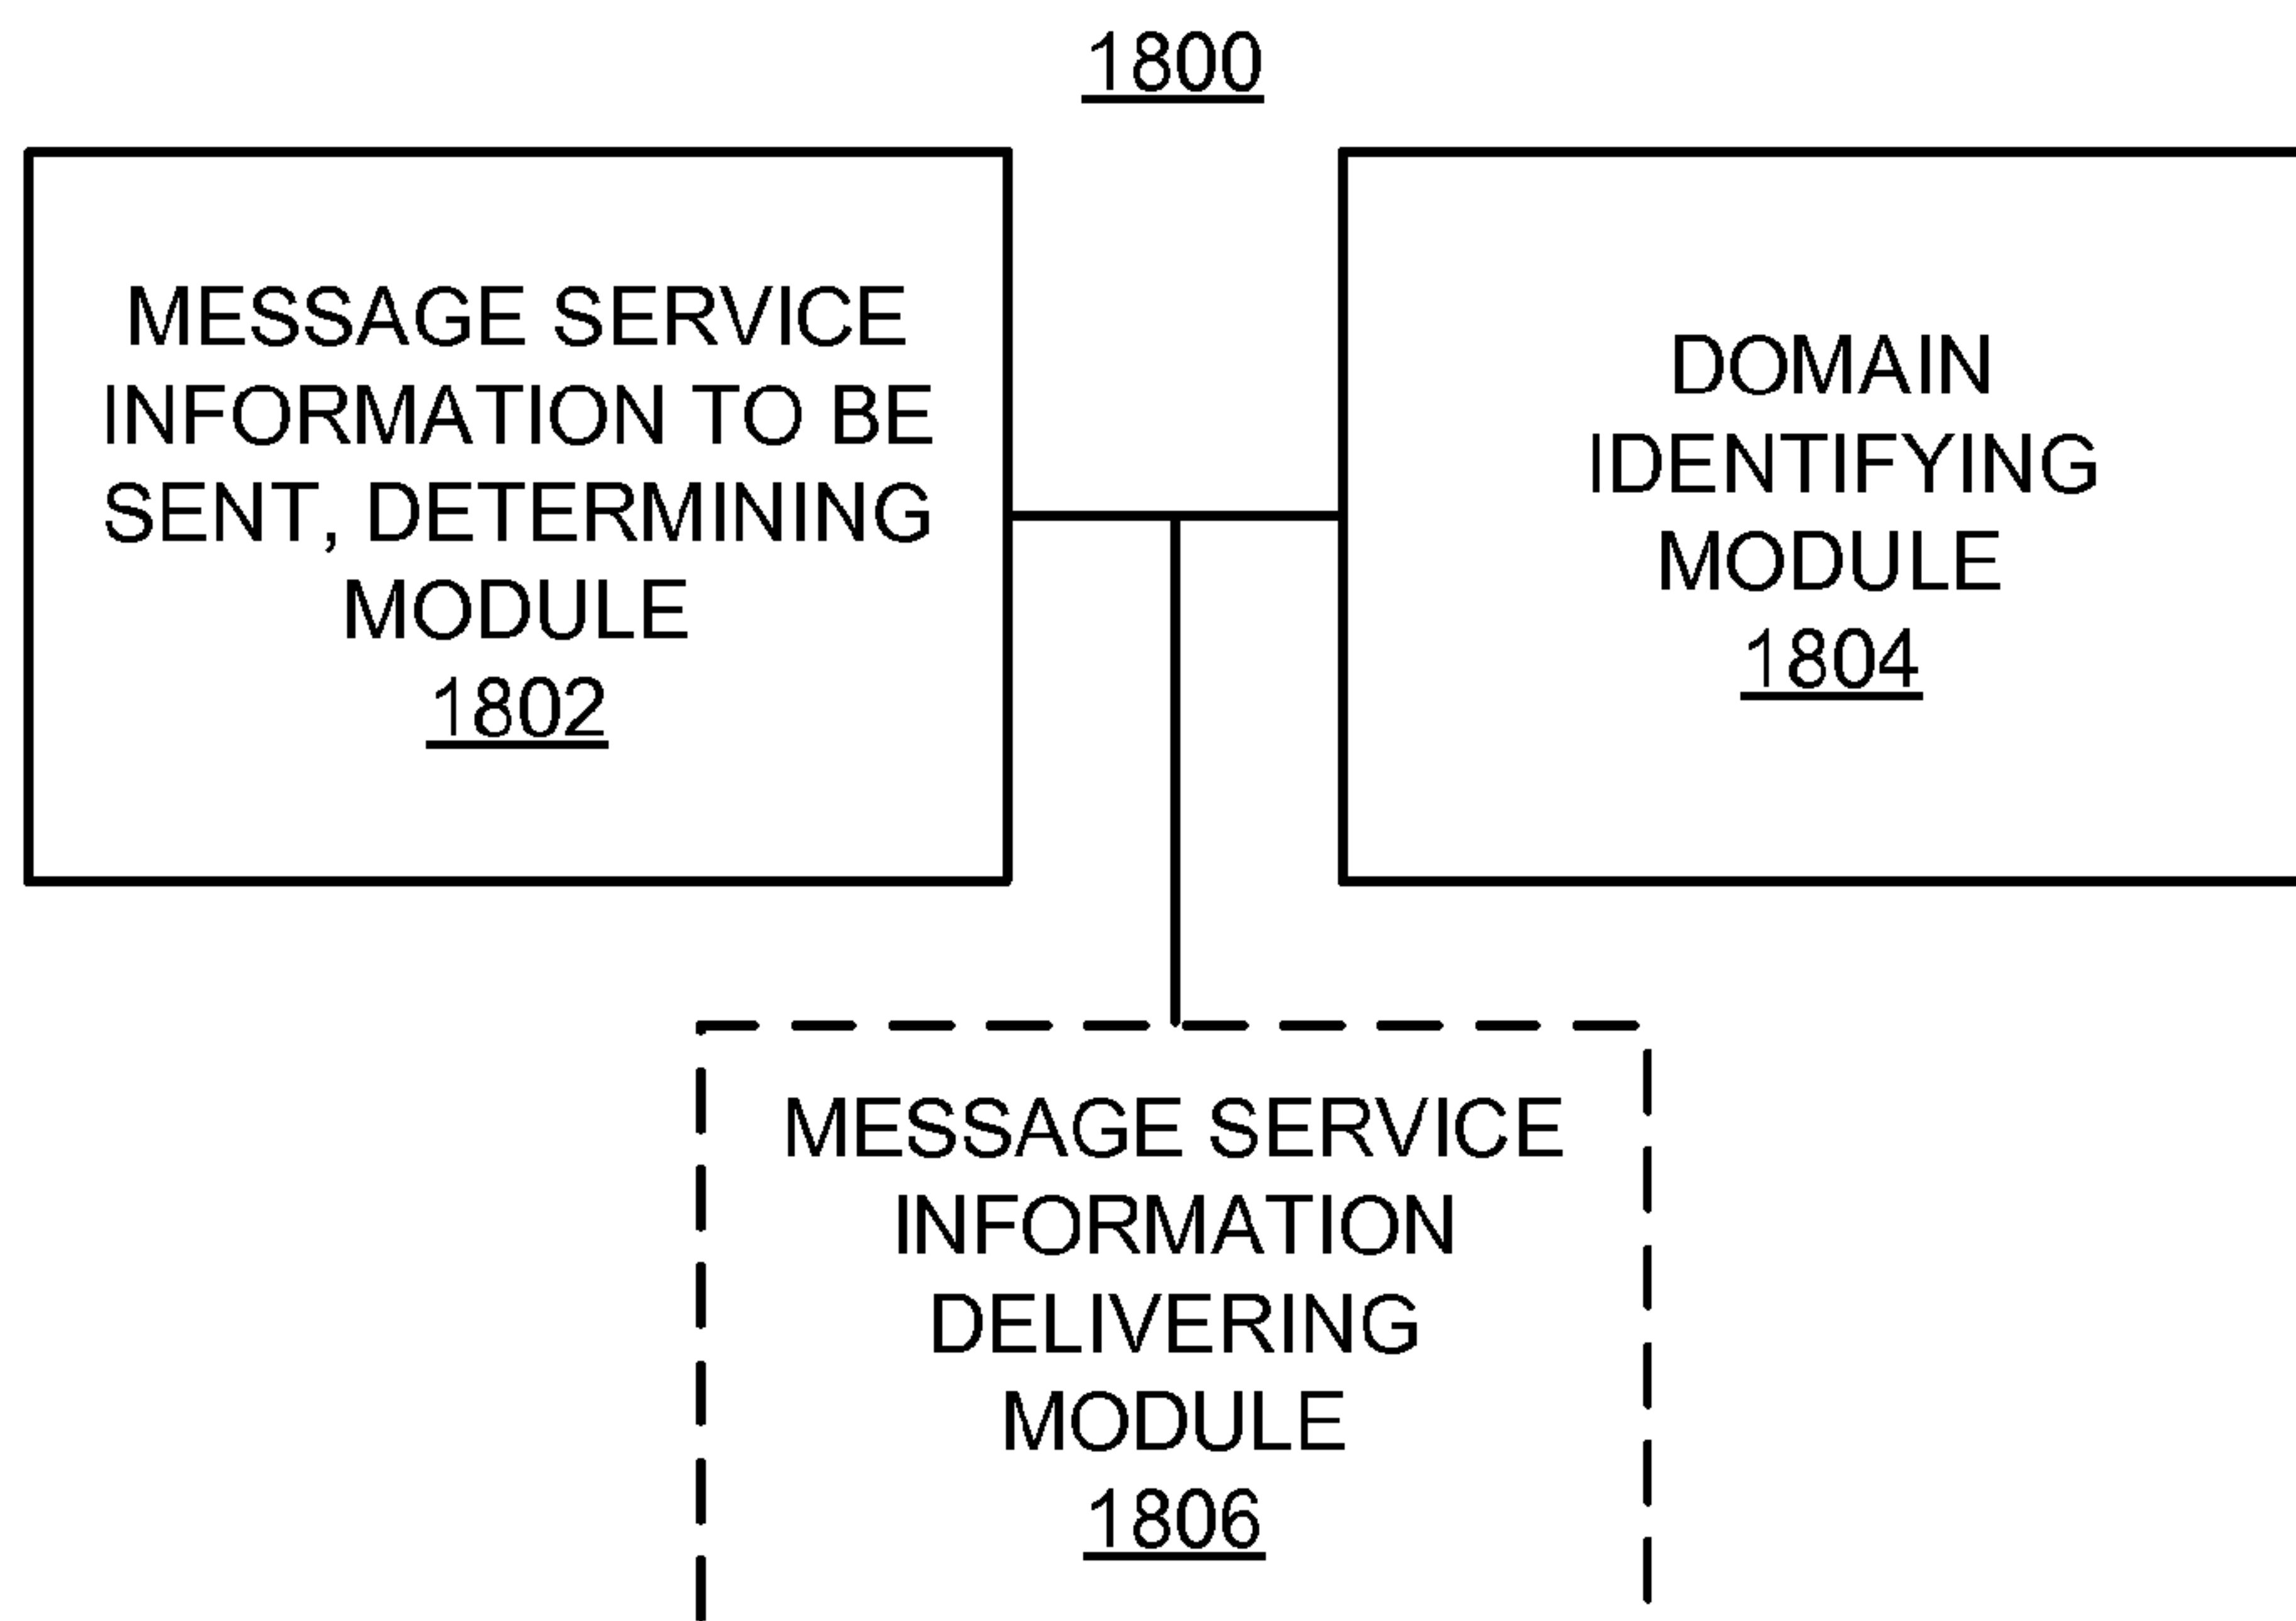 1800
MESSAGE SERVICE
INFORMATION TO BE
SENT, DETERMINING
MODULE
1802
DOMAIN
IDENTIFYING
MODULE
1804
MESSAGE SERVICE
INFORMATION
DELIVERING
MODULE
1806